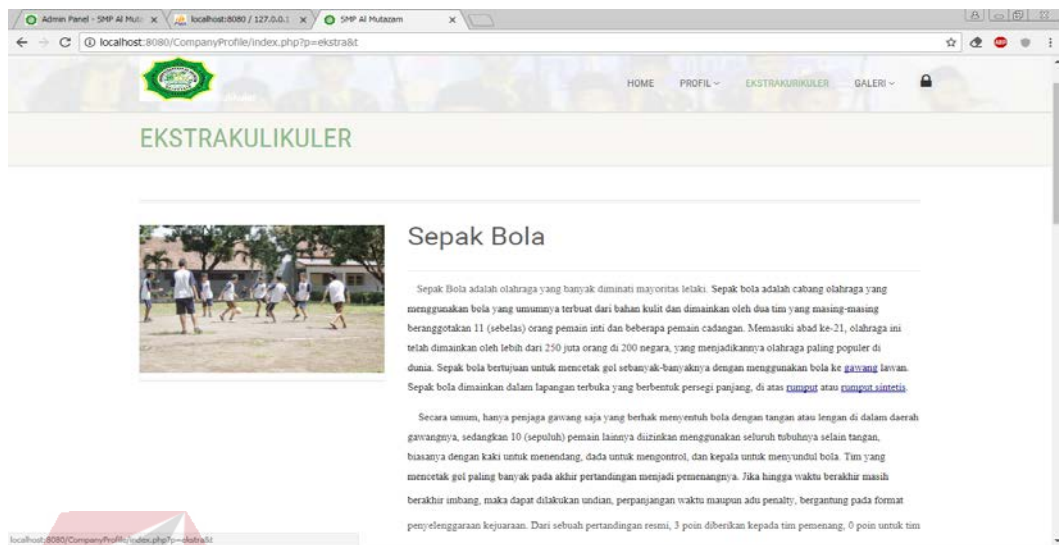 Admin Panel - SMP Al Mut
localhost:8080 / 127.0.0.1
SMP Al Mutazam
localhost:8080/CompanyProfile/index.php?p=ekstra&t
HOME
PROFIL
EKSTRAKURIKULER
GALERI
EKSTRAKULIKULER
Sepak Bola
Sepak Bola adalah olahraga yang banyak diminati mayoritas lelaki. Sepak bola adalah cabang olahraga yang
menggunakan bola yang umumnya terbuat dari bahan kulit dan dimainkan oleh dua tim yang masing-masing
beranggotakan 11 (sebelas) orang pemain inti dan beberapa pemain cadangan. Memasuki abad ke-21, olahraga ini
telah dimainkan oleh lebih dari 250 juta orang di 200 negara, yang menjadikannya olahraga paling populer di
dunia. Sepak bola bertujuan untuk mencetak gol sebanyak-banyaknya dengan menggunakan bola ke gawang lawan.
Sepak bola dimainkan dalam lapangan terbuka yang berbentuk persegi panjang, di atas rumput atau rumput sintetis.
Secara umum, hanya penjaga gawang saja yang berhak menyentuh bola dengan tangan atau lengan di dalam daerah
gawangnya, sedangkan 10 (sepuluh) pemain lainnya diizinkan menggunakan seluruh tubuhnya selain tangan,
biasanya dengan kaki untuk menendang, dada untuk mengontrol, dan kepala untuk menyundul bola. Tim yang
mencetak gol paling banyak pada akhir pertandingan menjadi pemenangnya. Jika hingga waktu berakhir masih
berakhir imbang, maka dapat dilakukan undian, perpanjangan waktu maupun adu penalty, bergantung pada format
penyelenggaraan kejuaraan. Dari sebuah pertandingan resmi, 3 poin diberikan kepada tim pemenang, 0 poin untuk tim
localhost:8080/CompanyProfile/index.php?p=ekstra&t